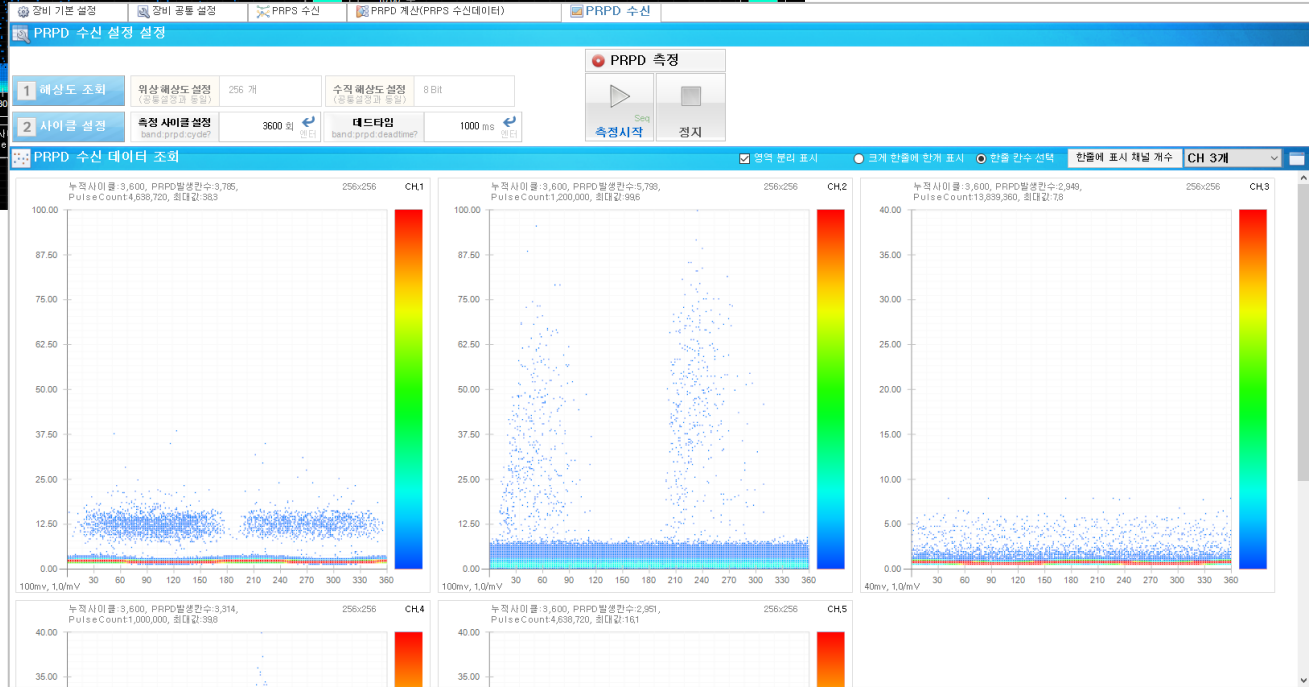 장비 기본 설정 장비 공통 설정 PRPS 수신 PRPD 계산(PRPS 수신데이터) PRPD 수신
PRPD 수신 설정 설정
PRPD 측정
1 해상도 조회 위상 해상도 설정 256 개 수직 해상도 설정 8 Bit
(공통설정과 동일) (공통설정과 동일)
Seq
측정시작 정지
2 사이클 설정 측정 사이클 설정 3600 회 엔터 데드타임 1000 ms 엔터
band:prpd:cycle? band:prpd:deadtime?
PRPD 수신 데이터 조회 영역 분리 표시 크게 한줄에 한개 표시 한줄 칸수 선택 한줄에 표시 채널 개수 CH 3개
누적사이클:3,600, PRPD발생칸수:3,785, 256x256 CH,1
PulseCount:4,638,720, 최대값:38,3
100.00
87.50
75.00
62.50
50.00
37.50
25.00
12.50
0.00
30 60 90 120 150 180 210 240 270 300 330 360
100mv, 1,0/mV
누적사이클:3,600, PRPD발생칸수:5,798, 256x256 CH,2
PulseCount:1,200,000, 최대값:99,6
100.00
87.50
75.00
62.50
50.00
37.50
25.00
12.50
0.00
30 60 90 120 150 180 210 240 270 300 330 360
100mv, 1,0/mV
누적사이클:3,600, PRPD발생칸수:2,949, 256x256 CH,3
PulseCount:13,839,360, 최대값:7,8
40.00
35.00
30.00
25.00
20.00
15.00
10.00
5.00
0.00
30 60 90 120 150 180 210 240 270 300 330 360
40mv, 1,0/mV
누적사이클:3,600, PRPD발생칸수:3,314, 256x256 CH,4
PulseCount:1,000,000, 최대값:39,8
40.00
35.00
누적사이클:3,600, PRPD발생칸수:2,951, 256x256 CH,5
PulseCount:4,638,720, 최대값:16,1
40.00
35.00